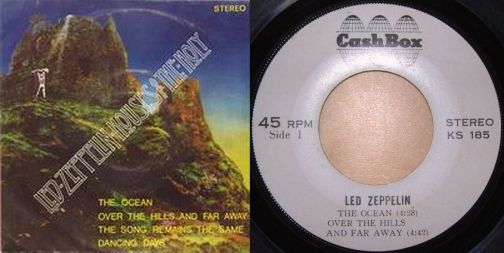 STEREO
LED-ZEPPELIN/HOUSES OF THE HOLY
THE OCEAN
OVER THE HILLS AND FAR AWAY
THE SONG REMAINS THE SAME
DANCING DAYS
CashBox
45 RPM
Side 1
STEREO
KS 185
LED ZEPPELIN
THE OCEAN (4:28)
OVER THE HILLS
AND FAR AWAY (4:42)